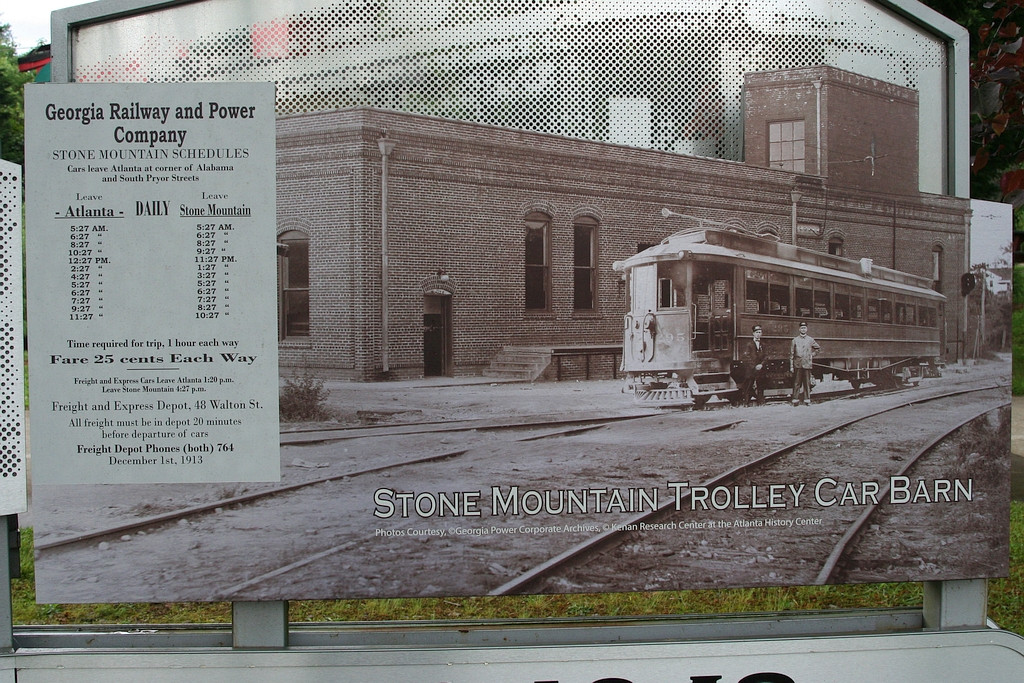 Georgia Railway and Power
Company
STONE MOUNTAIN SCHEDULES
Cars leave Atlanta at corner of Alabama
and South Pryor Streets
Leave Leave
- Atlanta - DAILY Stone Mountain
5:27 AM. 5:27 AM.
6:27 " 6:27 "
8:27 " 8:27 "
10:27 " 9:27 "
12:27 PM. 11:27 PM.
2:27 " 1:27 "
4:27 " 3:27 "
5:27 " 5:27 "
6:27 " 6:27 "
7:27 " 7:27 "
9:27 " 8:27 "
11:27 " 10:27 "
Time required for trip, 1 hour each way
Fare 25 cents Each Way
Freight and Express Cars Leave Atlanta 1:20 p.m.
Leave Stone Mountain 4:27 p.m.
Freight and Express Depot, 48 Walton St.
All freight must be in depot 20 minutes
before departure of cars
Freight Depot Phones (both) 764
December 1st, 1913
STONE MOUNTAIN TROLLEY CAR BARN
Photos Courtesy, ©Georgia Power Corporate Archives, © Kenan Research Center at the Atlanta History Center